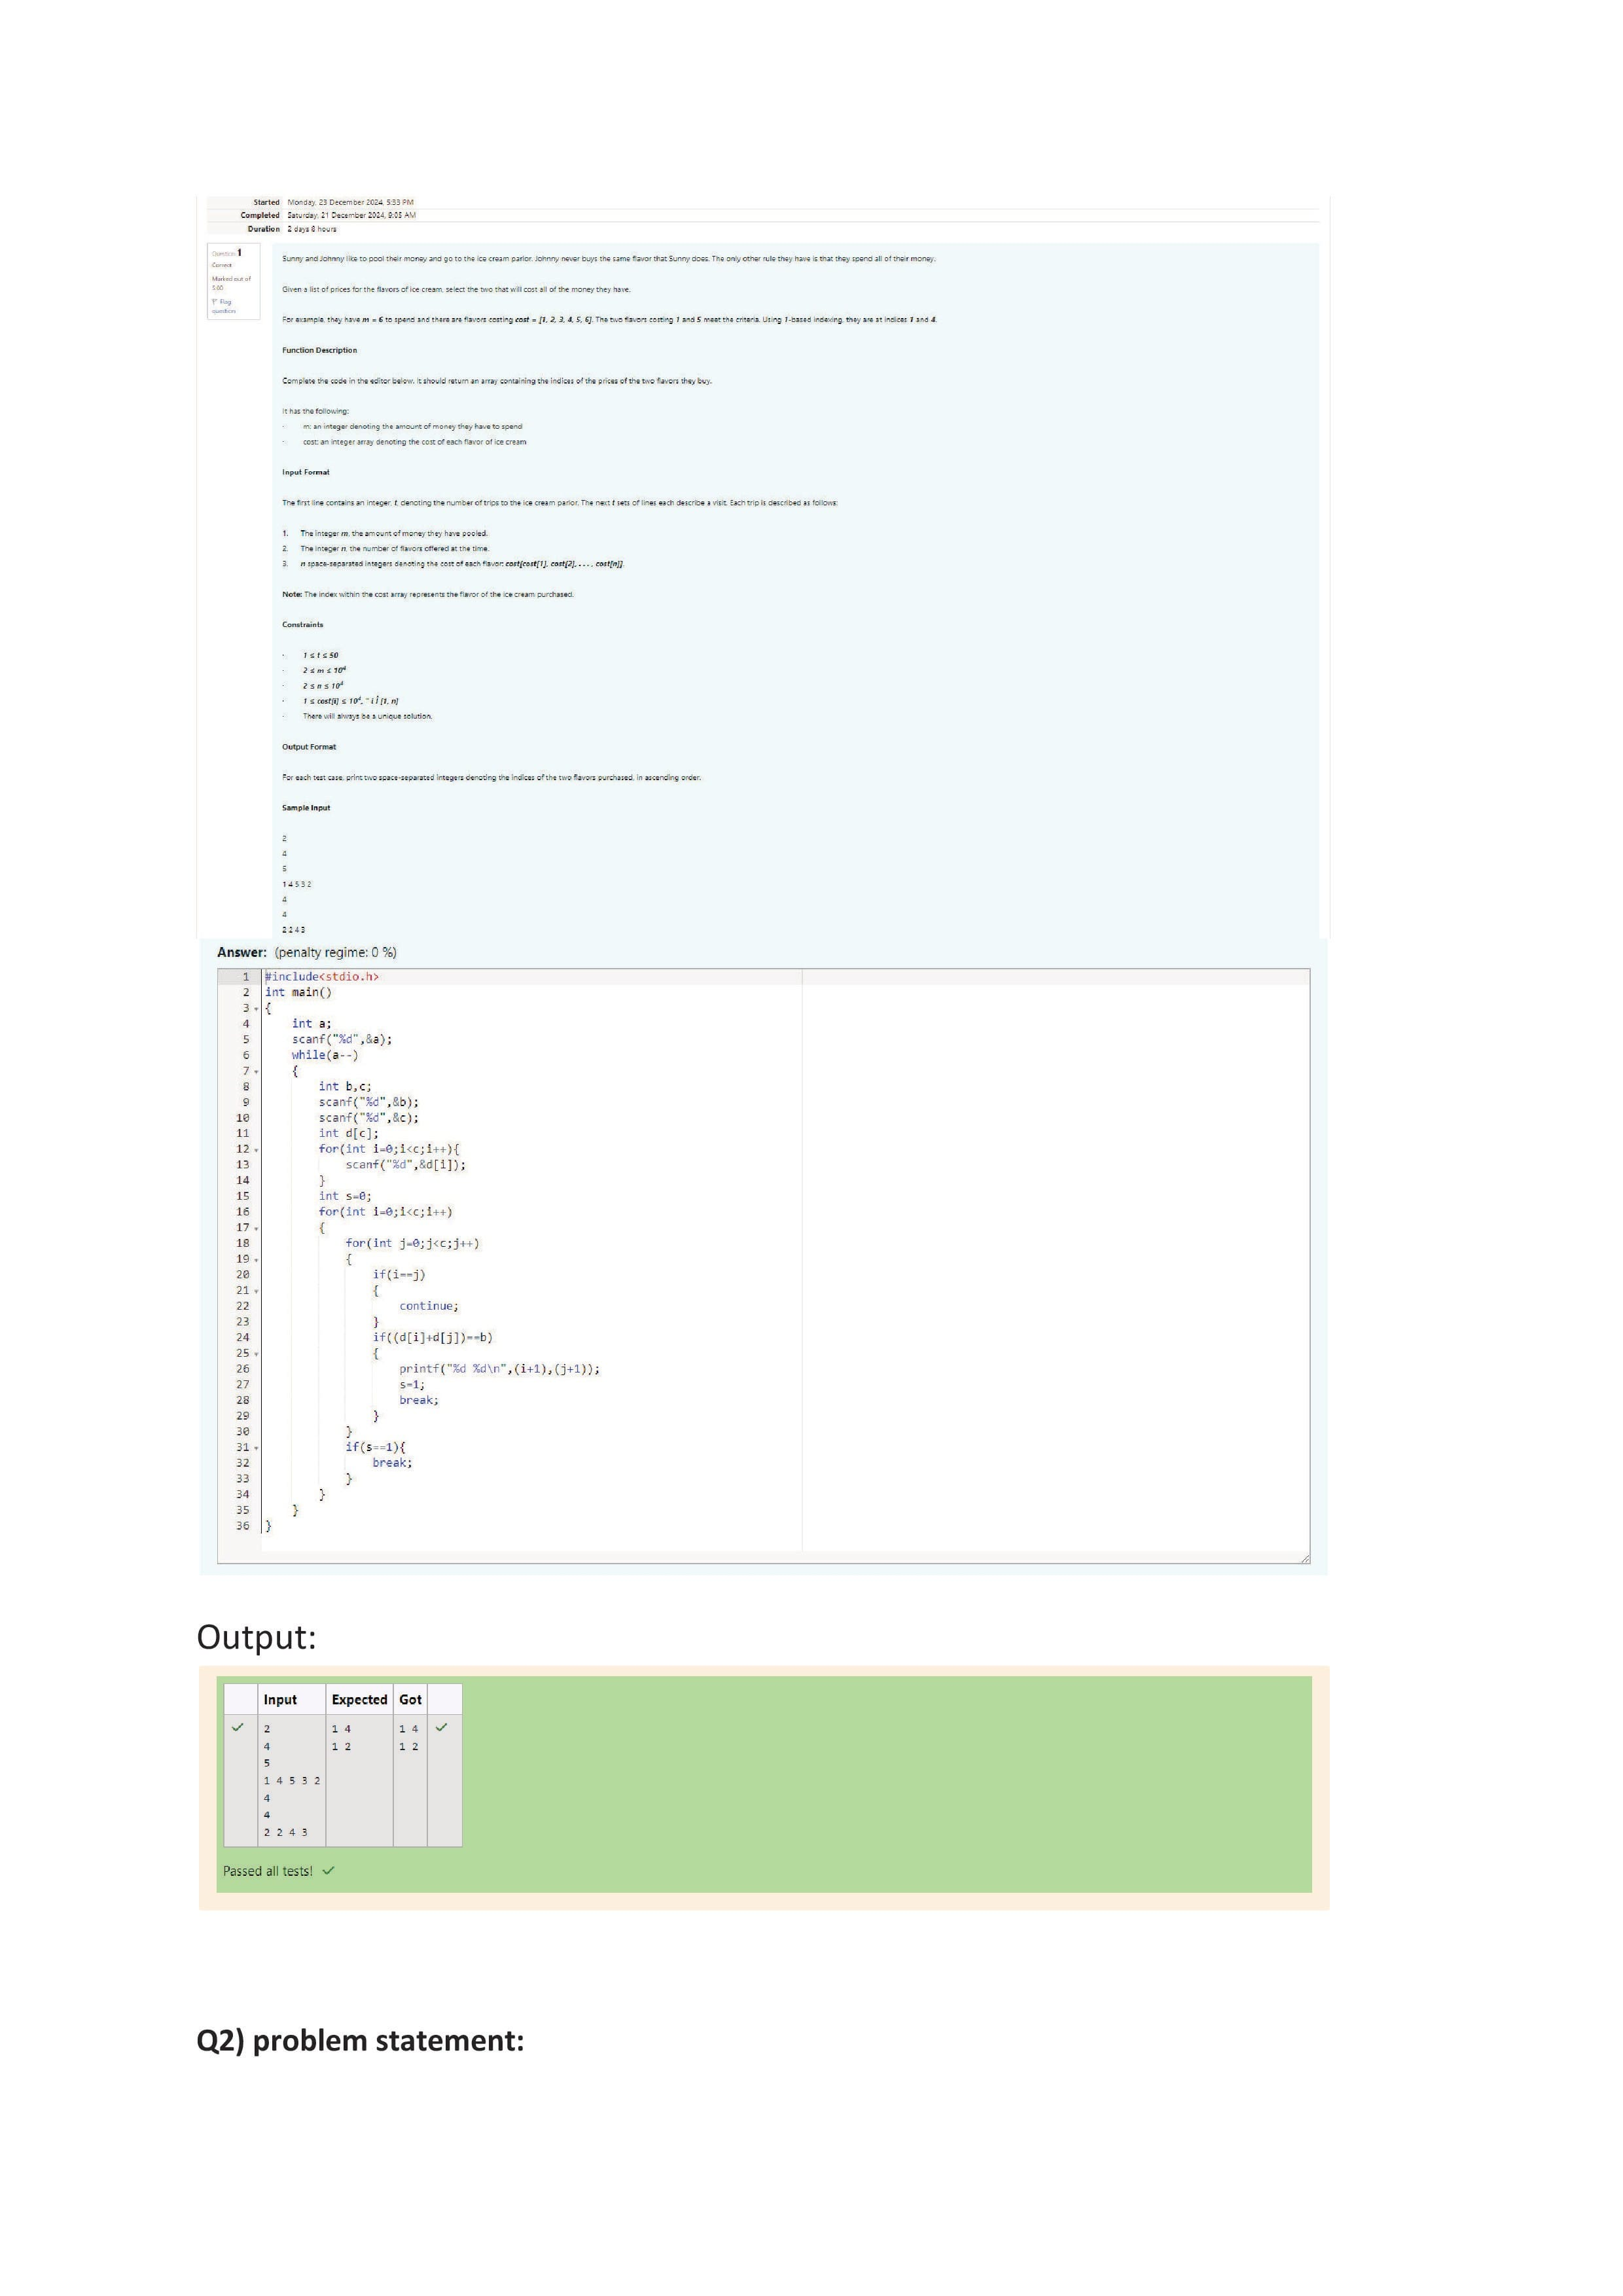 Started Monday, 23 December 2024, 5:33 PM
Completed Saturday, 21 December 2024, 9:05 AM
Duration 2 days 8 hours
Question 1
Correct
Marked out of
5.00
Flag
question
Sunny and Johnny like to pool their money and go to the ice cream parlor. Johnny never buys the same flavor that Sunny does. The only other rule they have is that they spend all of their money.
Given a list of prices for the flavors of ice cream, select the two that will cost all of the money they have.
For example, they have m = 6 to spend and there are flavors costing cost = [1, 2, 3, 4, 5, 6]. The two flavors costing 1 and 5 meet the criteria. Using 1-based indexing, they are at indices 1 and 4.
Function Description
Complete the code in the editor below. It should return an array containing the indices of the prices of the two flavors they buy.
It has the following:
· m: an integer denoting the amount of money they have to spend
· cost: an integer array denoting the cost of each flavor of ice cream
Input Format
The first line contains an integer, t, denoting the number of trips to the ice cream parlor. The next t sets of lines each describe a visit. Each trip is described as follows:
1. The integer m, the amount of money they have pooled.
2. The integer n, the number of flavors offered at the time.
3. n space-separated integers denoting the cost of each flavor: cost[cost[1], cost[2], . . . , cost[n]].
Note: The index within the cost array represents the flavor of the ice cream purchased.
Constraints
· 1 ≤ t ≤ 50
· 2 ≤ m ≤ 10⁴
· 2 ≤ n ≤ 10⁴
· 1 ≤ cost[i] ≤ 10⁴, " i Î [1, n]
· There will always be a unique solution.
Output Format
For each test case, print two space-separated integers denoting the indices of the two flavors purchased, in ascending order.
Sample Input
2
4
5
1 4 5 3 2
4
4
2 2 4 3
Answer: (penalty regime: 0 %)
1 #include<stdio.h>
2 int main()
3 {
4 int a;
5 scanf("%d",&a);
6 while(a--)
7 {
8 int b,c;
9 scanf("%d",&b);
10 scanf("%d",&c);
11 int d[c];
12 for(int i=0;i<c;i++){
13 scanf("%d",&d[i]);
14 }
15 int s=0;
16 for(int i=0;i<c;i++)
17 {
18 for(int j=0;j<c;j++)
19 {
20 if(i==j)
21 {
22 continue;
23 }
24 if((d[i]+d[j])==b)
25 {
26 printf("%d %d\n",(i+1),(j+1));
27 s=1;
28 break;
29 }
30 }
31 if(s==1){
32 break;
33 }
34 }
35 }
36 }
Output:
Input Expected Got
2 1 4 1 4
4 1 2 1 2
5
1 4 5 3 2
4
4
2 2 4 3
Passed all tests!
Q2) problem statement: